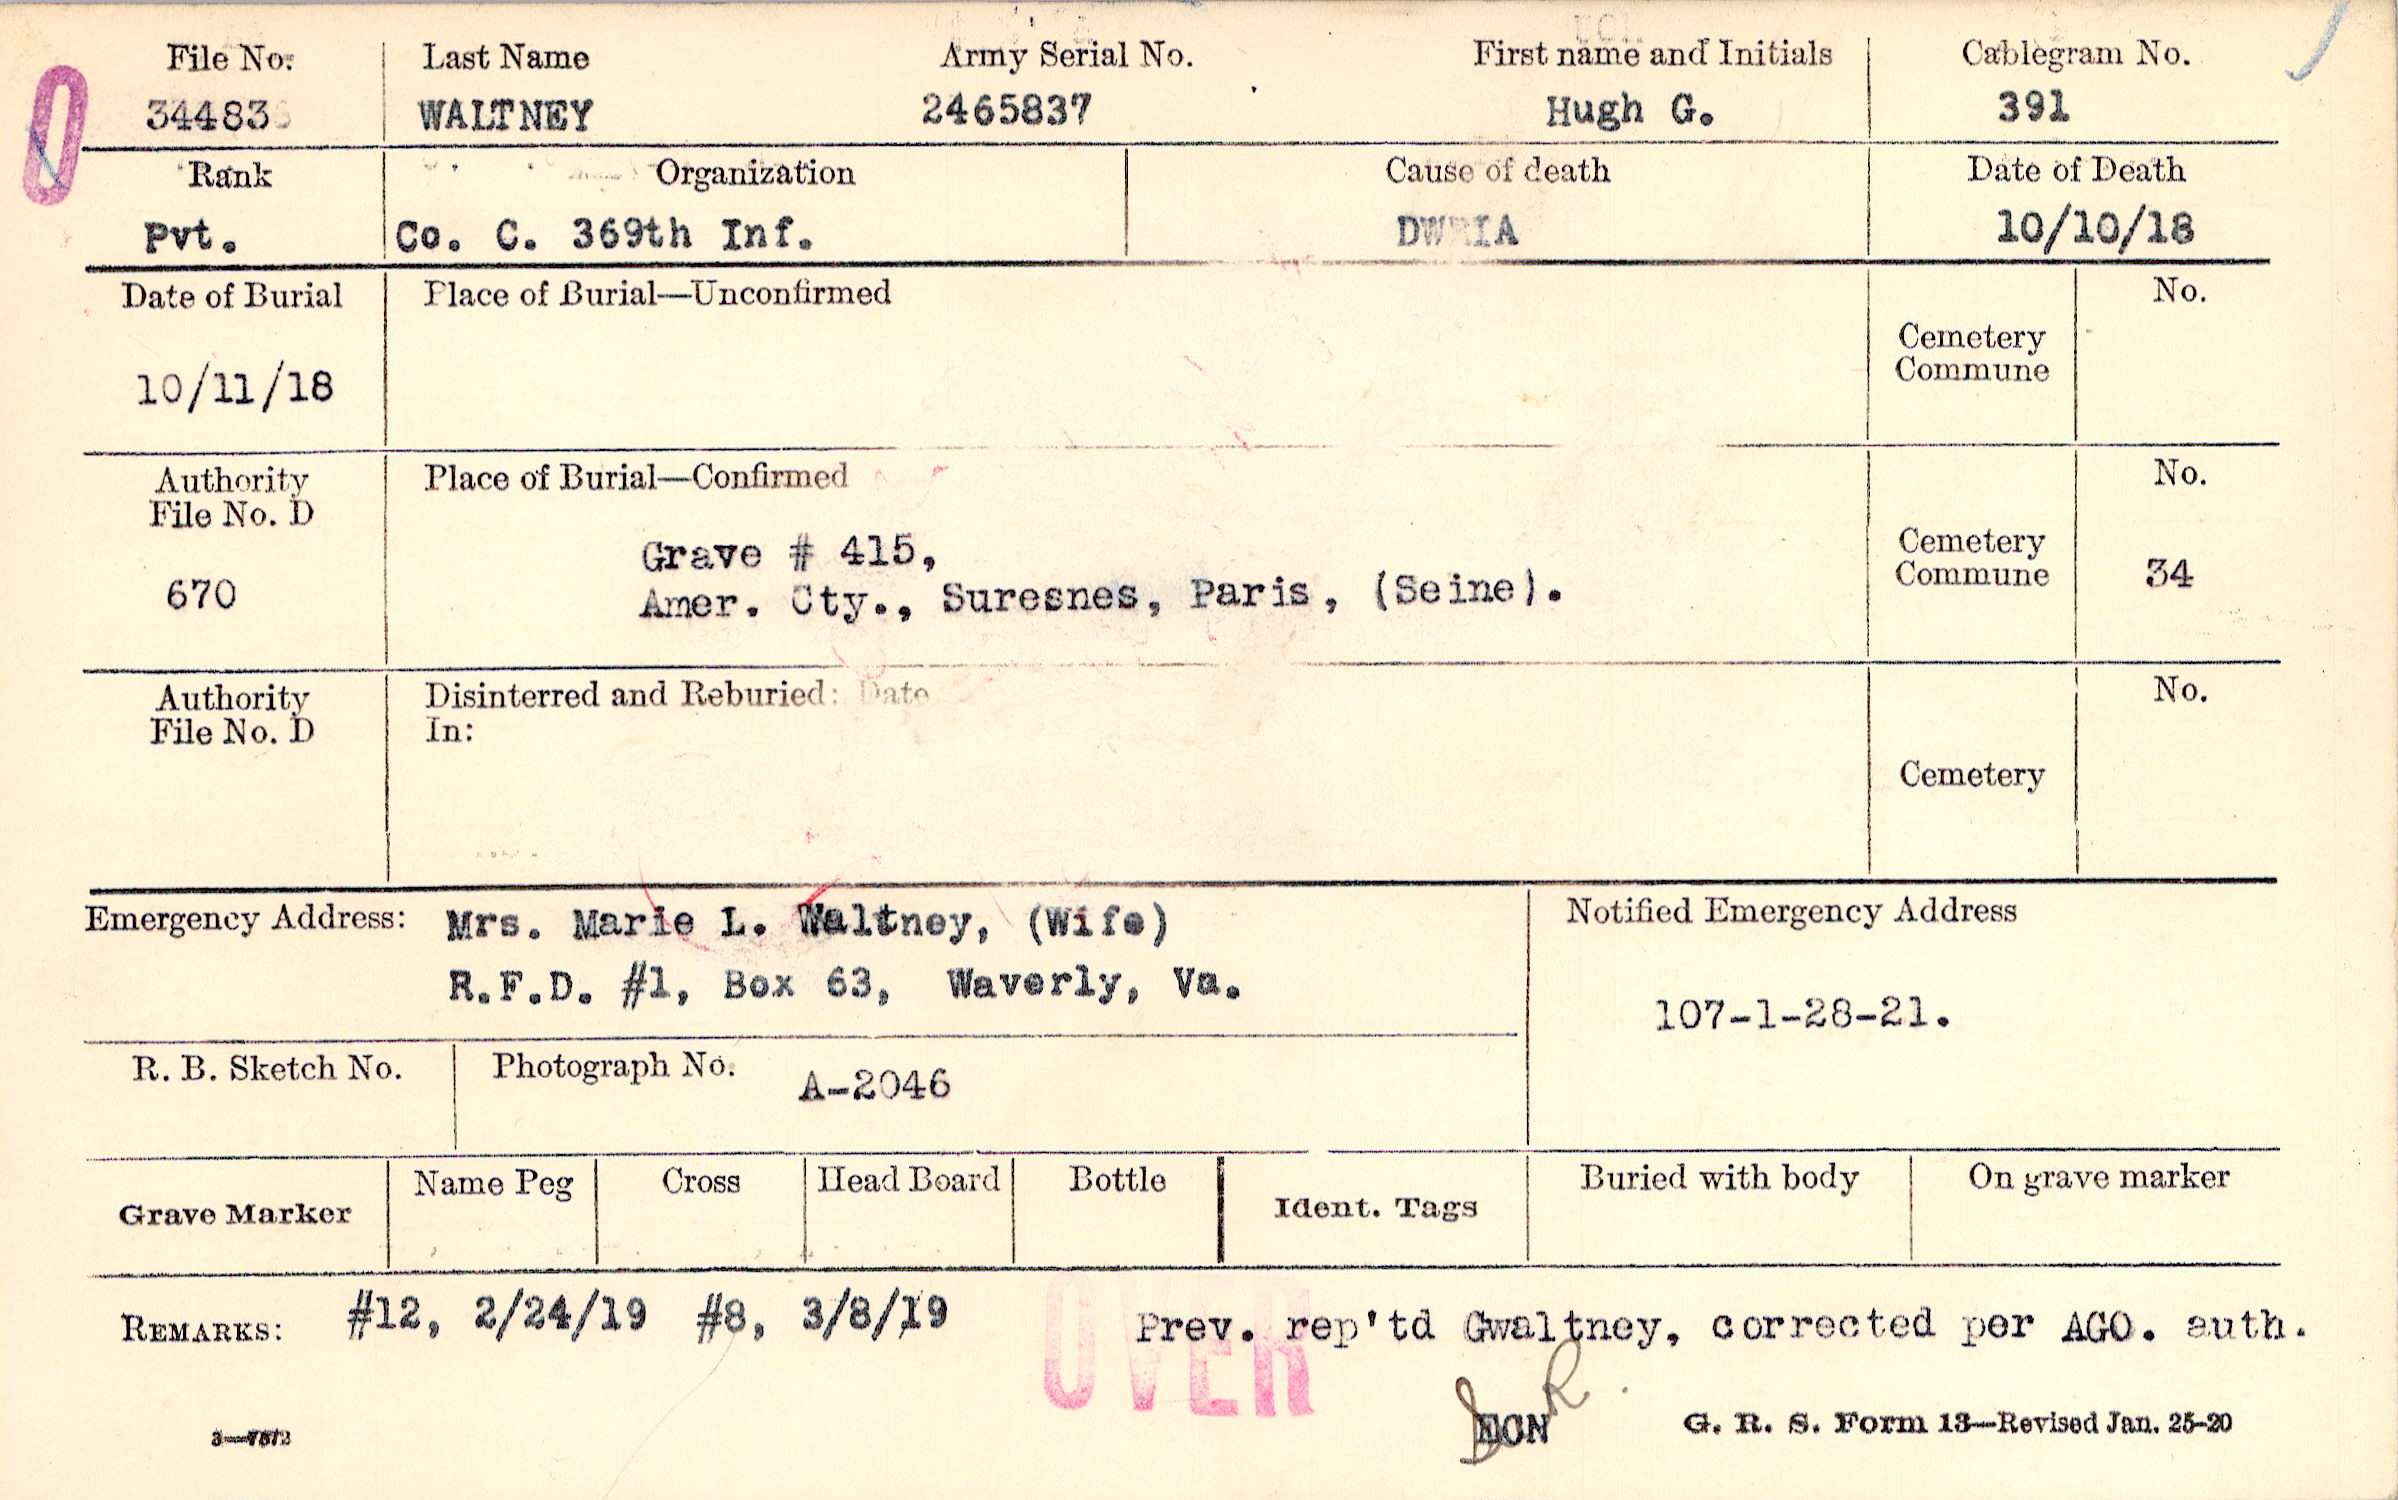 File No. Last Name Army Serial No. First name and Initials Cablegram No.
34483 WALTNEY 2465837 Hugh G. 391
Rank Organization Cause of death Date of Death
Pvt. Co. C. 369th Inf. DWRIA 10/10/18
Date of Burial Place of Burial—Unconfirmed No.
Cemetery
Commune
10/11/18
Authority Place of Burial—Confirmed No.
File No. D
Grave # 415, Cemetery
670 Amer. Cty., Suresnes, Paris, (Seine). Commune 34
Authority Disinterred and Reburied: Date No.
File No. D In:
Cemetery
Emergency Address: Mrs. Marie L. Waltney, (Wife) Notified Emergency Address
R.F.D. #1, Box 63, Waverly, Va.
107-1-28-21.
R. B. Sketch No. Photograph No. A-2046
Grave Marker Name Peg Cross Head Board Bottle Ident. Tags Buried with body On grave marker
REMARKS: #12, 2/24/19 #8, 3/8/19 Prev. rep'td Gwaltney, corrected per AGO. auth.
OVER
ECN R
3—7872 G. R. S. Form 13—Revised Jan. 25-20